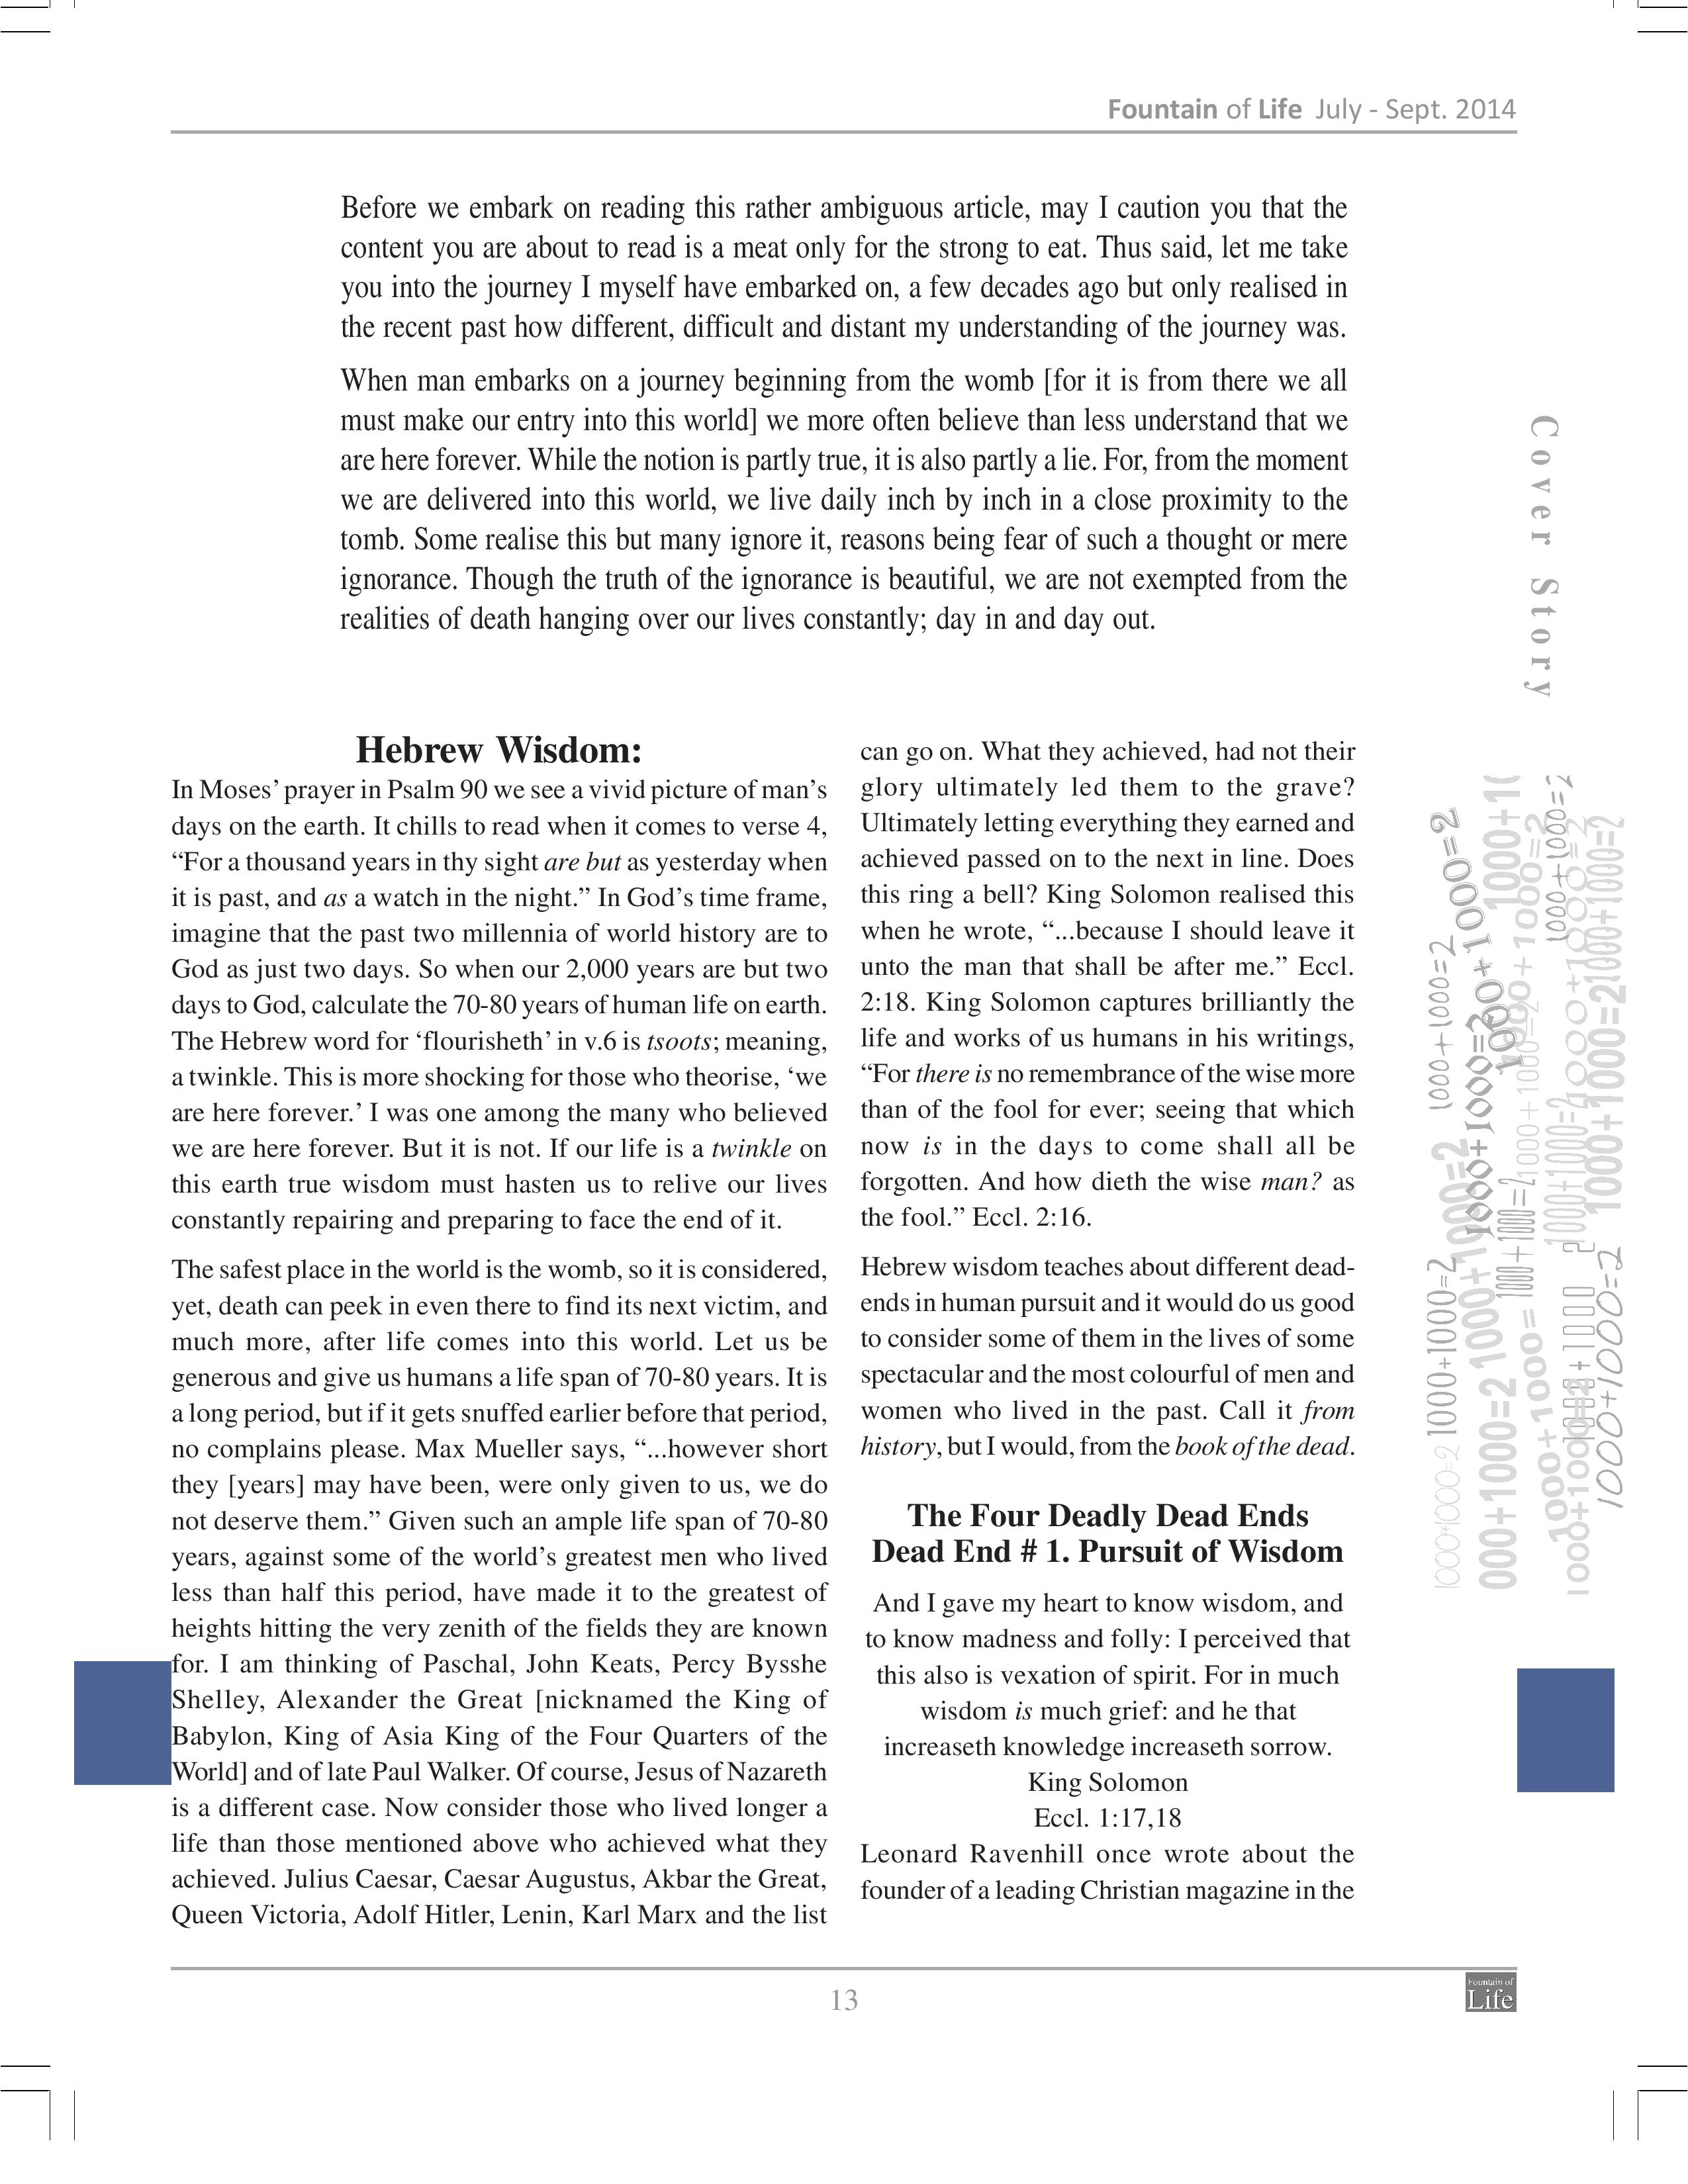 Fountain of Life July - Sept. 2014
Before we embark on reading this rather ambiguous article, may I caution you that the
content you are about to read is a meat only for the strong to eat. Thus said, let me take
you into the journey I myself have embarked on, a few decades ago but only realised in
the recent past how different, difficult and distant my understanding of the journey was.
When man embarks on a journey beginning from the womb [for it is from there we all
must make our entry into this world] we more often believe than less understand that we
are here forever. While the notion is partly true, it is also partly a lie. For, from the moment
we are delivered into this world, we live daily inch by inch in a close proximity to the
tomb. Some realise this but many ignore it, reasons being fear of such a thought or mere
ignorance. Though the truth of the ignorance is beautiful, we are not exempted from the
realities of death hanging over our lives constantly; day in and day out.
Cover Story
Hebrew Wisdom:
In Moses’ prayer in Psalm 90 we see a vivid picture of man’s
days on the earth. It chills to read when it comes to verse 4,
“For a thousand years in thy sight are but as yesterday when
it is past, and as a watch in the night.” In God’s time frame,
imagine that the past two millennia of world history are to
God as just two days. So when our 2,000 years are but two
days to God, calculate the 70-80 years of human life on earth.
The Hebrew word for ‘flourisheth’ in v.6 is tsoots; meaning,
a twinkle. This is more shocking for those who theorise, ‘we
are here forever.’ I was one among the many who believed
we are here forever. But it is not. If our life is a twinkle on
this earth true wisdom must hasten us to relive our lives
constantly repairing and preparing to face the end of it.
The safest place in the world is the womb, so it is considered,
yet, death can peek in even there to find its next victim, and
much more, after life comes into this world. Let us be
generous and give us humans a life span of 70-80 years. It is
a long period, but if it gets snuffed earlier before that period,
no complains please. Max Mueller says, “...however short
they [years] may have been, were only given to us, we do
not deserve them.” Given such an ample life span of 70-80
years, against some of the world’s greatest men who lived
less than half this period, have made it to the greatest of
heights hitting the very zenith of the fields they are known
for. I am thinking of Paschal, John Keats, Percy Bysshe
Shelley, Alexander the Great [nicknamed the King of
Babylon, King of Asia King of the Four Quarters of the
World] and of late Paul Walker. Of course, Jesus of Nazareth
is a different case. Now consider those who lived longer a
life than those mentioned above who achieved what they
achieved. Julius Caesar, Caesar Augustus, Akbar the Great,
Queen Victoria, Adolf Hitler, Lenin, Karl Marx and the list
can go on. What they achieved, had not their
glory ultimately led them to the grave?
Ultimately letting everything they earned and
achieved passed on to the next in line. Does
this ring a bell? King Solomon realised this
when he wrote, “...because I should leave it
unto the man that shall be after me.” Eccl.
2:18. King Solomon captures brilliantly the
life and works of us humans in his writings,
“For there is no remembrance of the wise more
than of the fool for ever; seeing that which
now is in the days to come shall all be
forgotten. And how dieth the wise man? as
the fool.” Eccl. 2:16.
Hebrew wisdom teaches about different dead-
ends in human pursuit and it would do us good
to consider some of them in the lives of some
spectacular and the most colourful of men and
women who lived in the past. Call it from
history, but I would, from the book of the dead.
The Four Deadly Dead Ends
Dead End # 1. Pursuit of Wisdom
And I gave my heart to know wisdom, and
to know madness and folly: I perceived that
this also is vexation of spirit. For in much
wisdom is much grief: and he that
increaseth knowledge increaseth sorrow.
King Solomon
Eccl. 1:17,18
Leonard Ravenhill once wrote about the
founder of a leading Christian magazine in the
1000+1000=2
1000+1000=2
1000+1000=2
1000+1000=2
1000+1000=2
1000+1000=2
1000+1000=2
13
Fountain of
Life